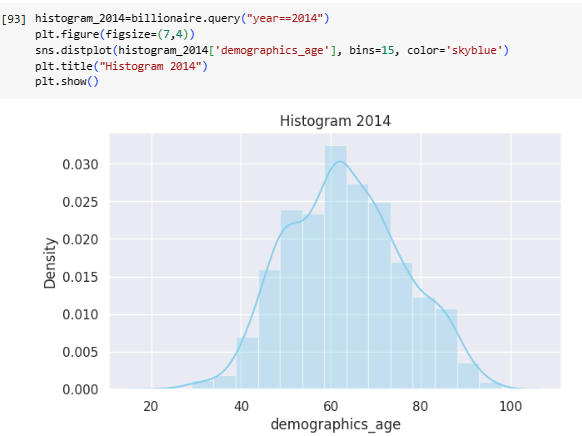 [93] histogram_2014=billionaire.query("year==2014")
plt.figure(figsize=(7,4))
sns.distplot(histogram_2014['demographics_age'], bins=15, color='skyblue')
plt.title("Histogram 2014")
plt.show()
Histogram 2014
0.030
0.025
0.020
0.015
0.010
0.005
0.000
Density
20 40 60 80 100
demographics_age